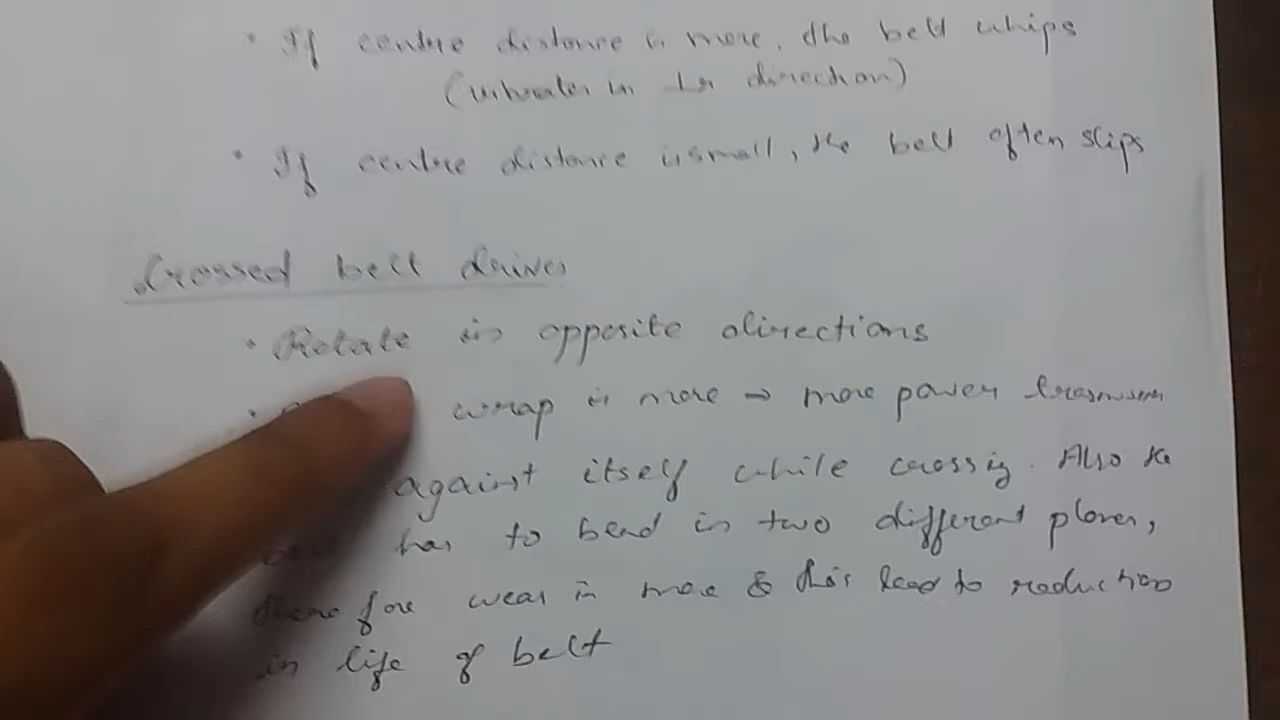 • If centre distance is more, the belt whips
(vibrates in ⊥r direction)
• If centre distance is small, the belt often slips
Crossed belt drives
• Rotate in opposite directions
• wrap is more → more power transmission
against itself while crossing. Also the
belt has to bend in two different planes,
therefore wear is more & this lead to reduction
in life of belt